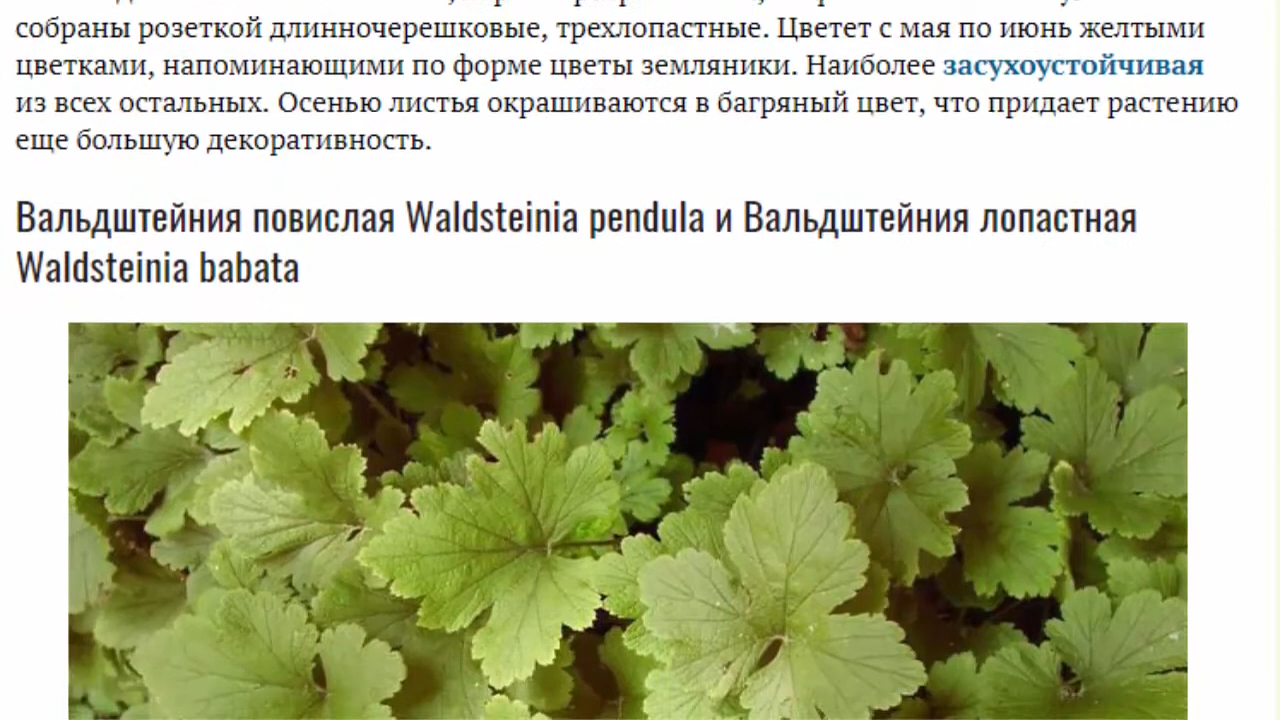 собраны розеткой длинночерешковые, трехлопастные. Цветет с мая по июнь желтыми
цветками, напоминающими по форме цветы земляники. Наиболее засухоустойчивая
из всех остальных. Осенью листья окрашиваются в багряный цвет, что придает растению
еще большую декоративность.
Вальдштейния повислая Waldsteinia pendula и Вальдштейния лопастная
Waldsteinia babata